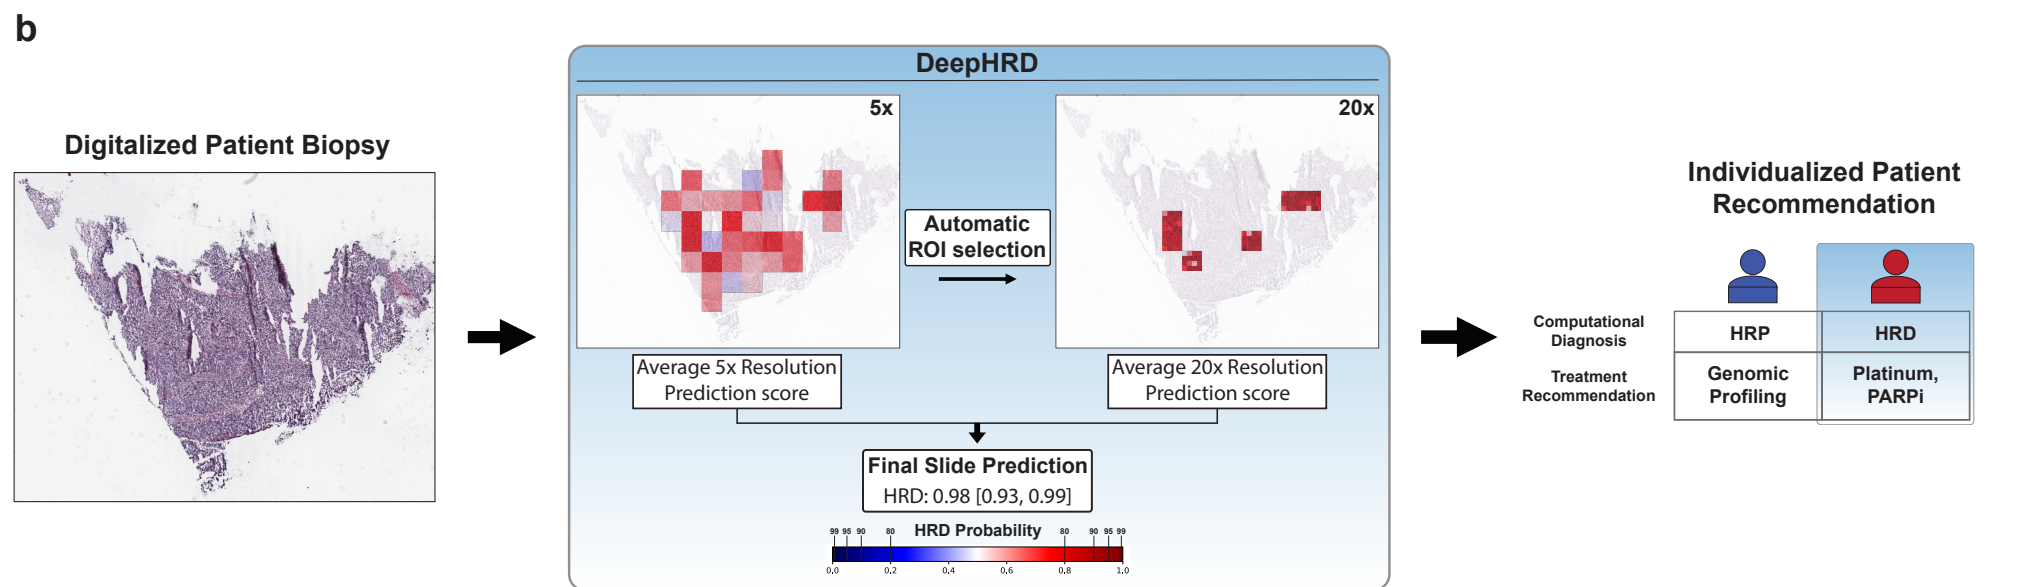 b
Digitalized Patient Biopsy
DeepHRD
5x
20x
Automatic
ROI selection
Average 5x Resolution
Prediction score
Average 20x Resolution
Prediction score
Final Slide Prediction
HRD: 0.98 [0.93, 0.99]
HRD Probability
99 95 90 80 80 90 95 99
0.0 0.2 0.4 0.6 0.8 1.0
Individualized Patient
Recommendation
Computational
Diagnosis
HRP
HRD
Treatment
Recommendation
Genomic
Profiling
Platinum,
PARPi